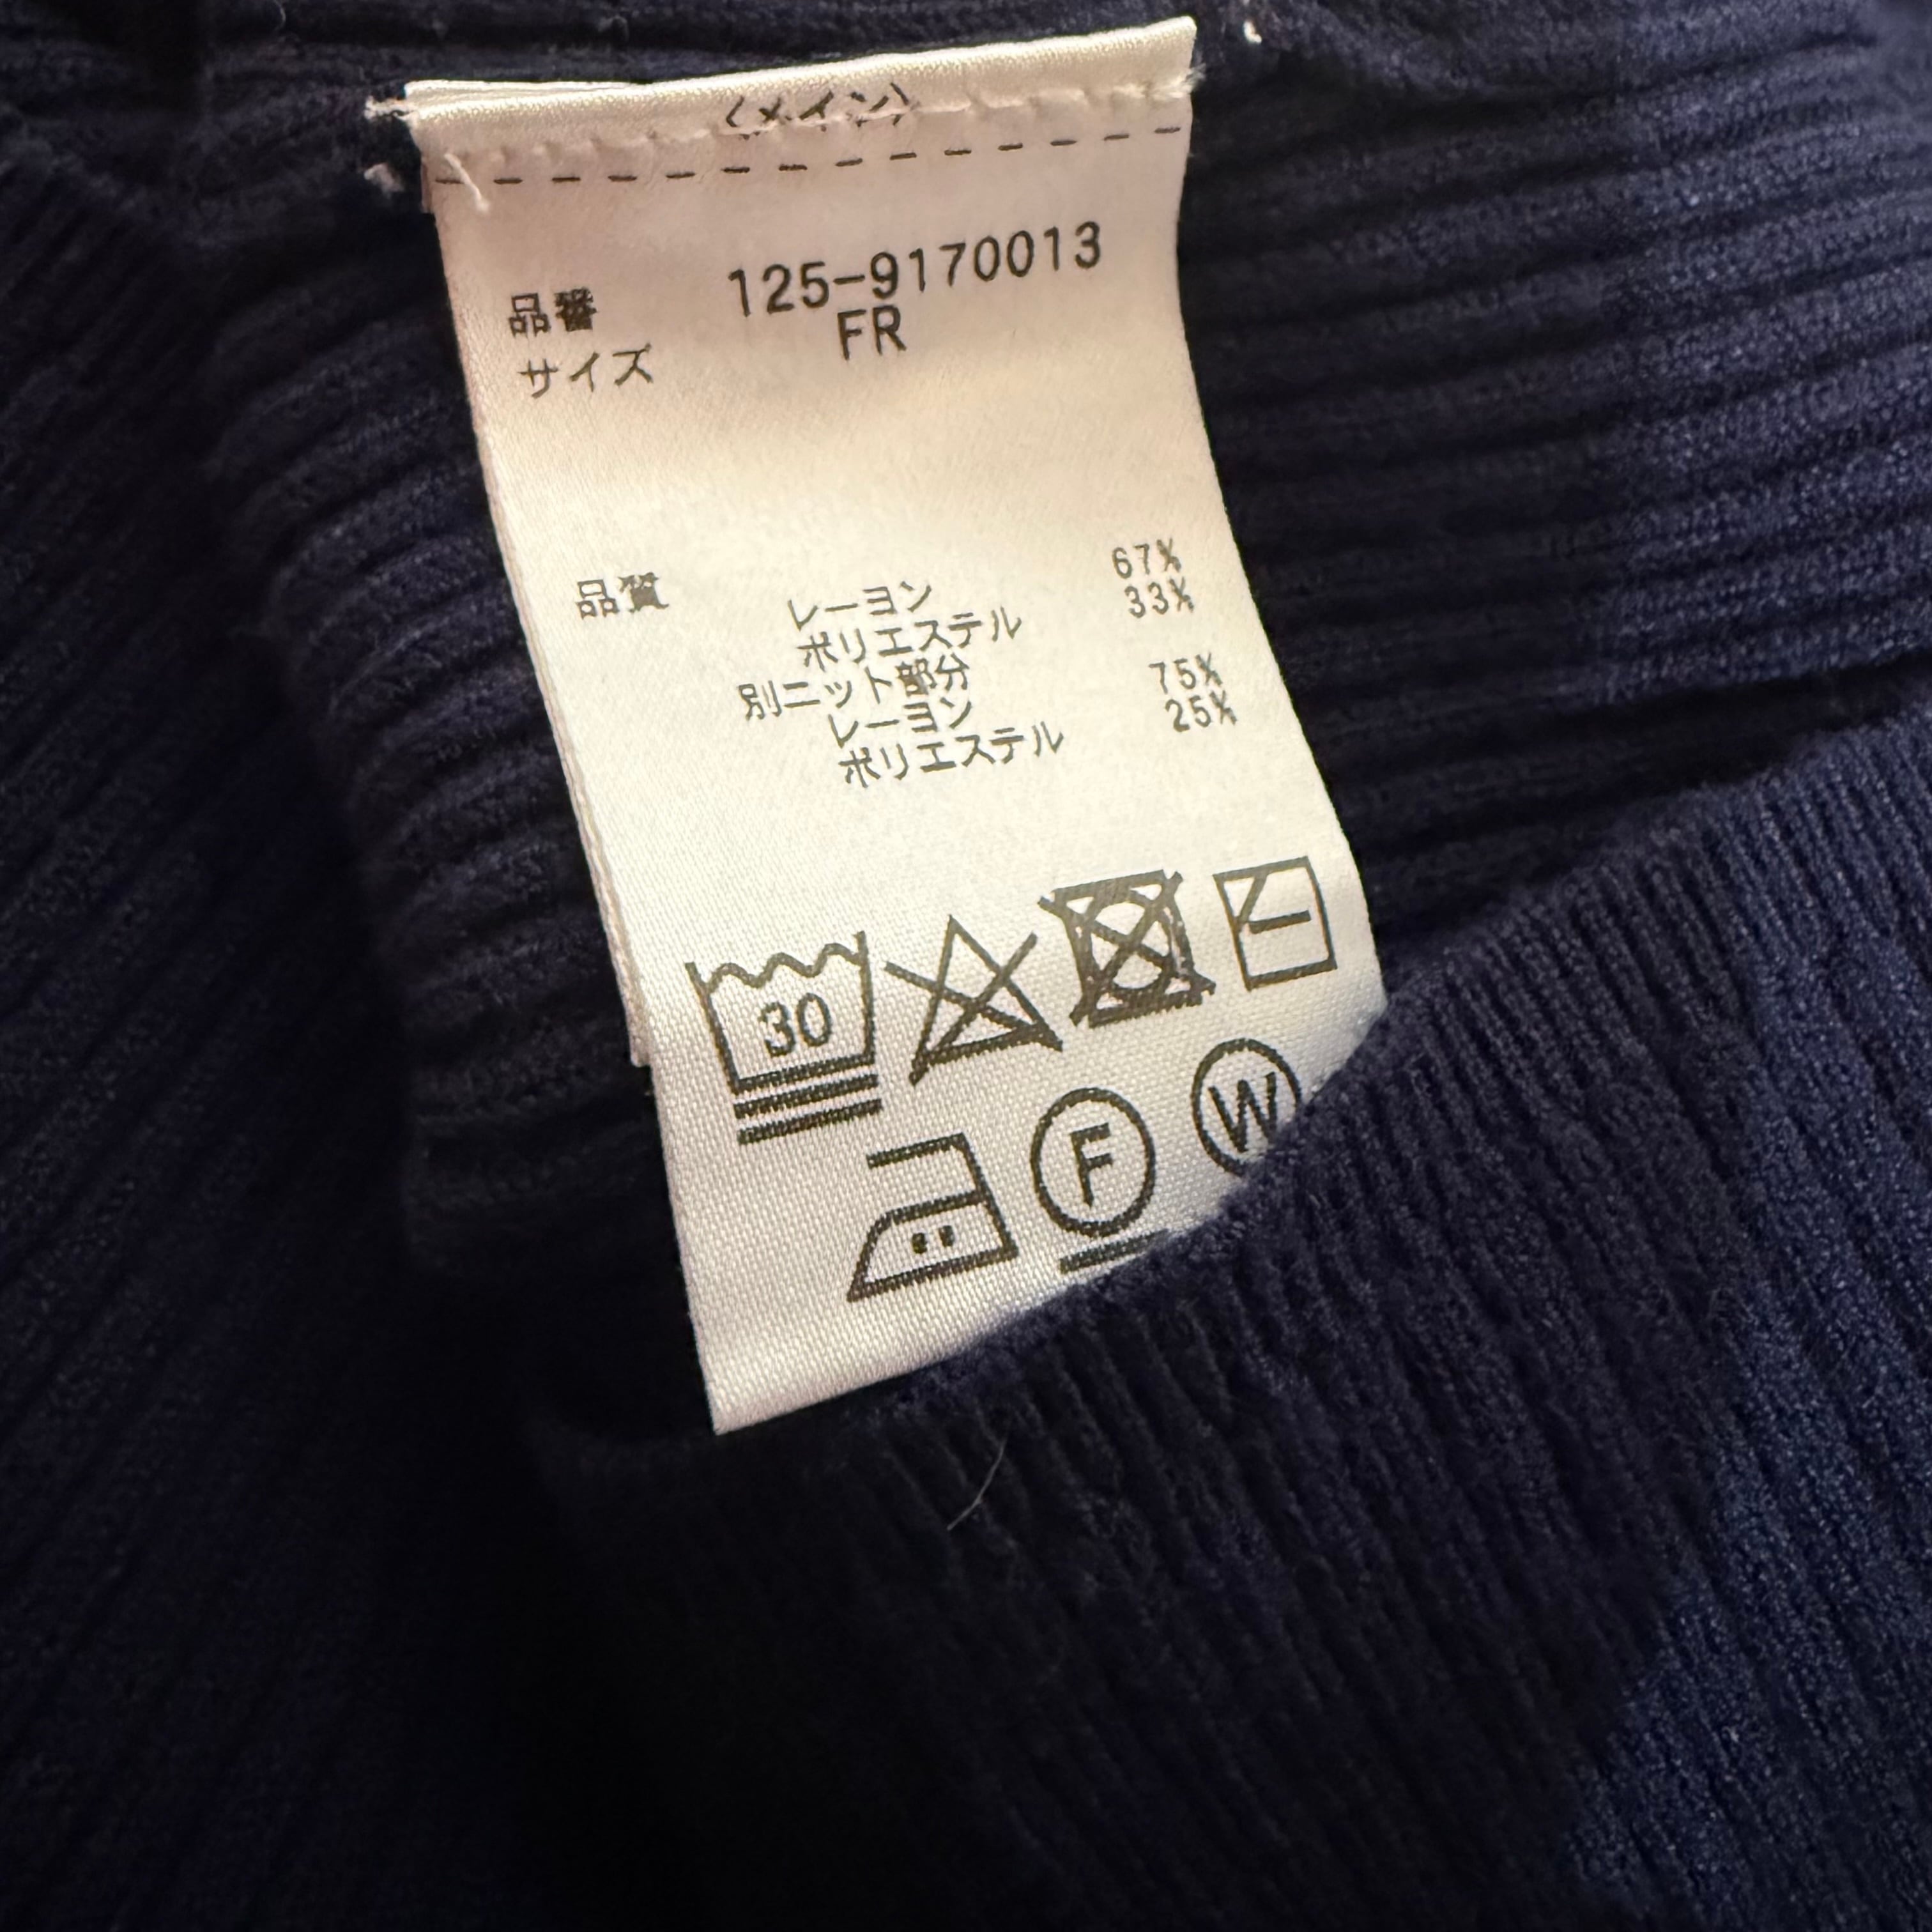 〈メイン〉
品番 125-9170013
サイズ FR
品質
レーヨン 67%
ポリエステル 33%
別ニット部分
レーヨン 75%
ポリエステル 25%
30
F
W